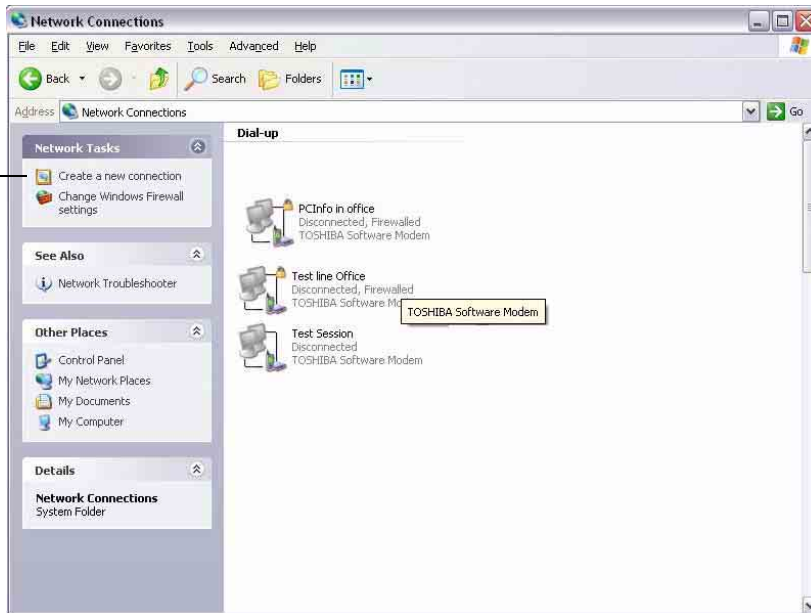 Network Connections
File Edit View Favorites Tools Advanced Help
Back Search Folders
Address Network Connections Go
Network Tasks
Create a new connection
Change Windows Firewall
settings
See Also
Network Troubleshooter
Other Places
Control Panel
My Network Places
My Documents
My Computer
Details
Network Connections
System Folder
Dial-up
PCInfo in office
Disconnected, Firewalled
TOSHIBA Software Modem
Test line Office
Disconnected, Firewalled
TOSHIBA Software Mo
TOSHIBA Software Modem
Test Session
Disconnected
TOSHIBA Software Modem